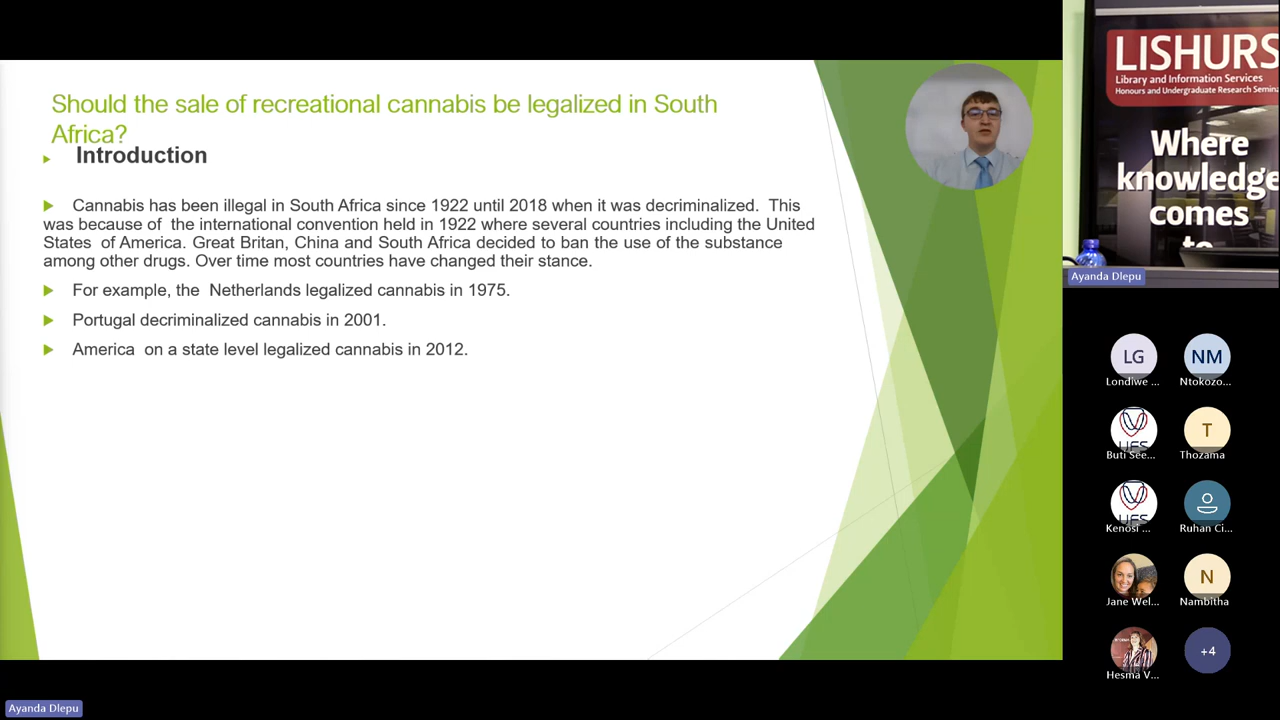 Should the sale of recreational cannabis be legalized in South
Africa?
Introduction
Cannabis has been illegal in South Africa since 1922 until 2018 when it was decriminalized. This
was because of the international convention held in 1922 where several countries including the United
States of America. Great Britan, China and South Africa decided to ban the use of the substance
among other drugs. Over time most countries have changed their stance.
For example, the Netherlands legalized cannabis in 1975.
Portugal decriminalized cannabis in 2001.
America on a state level legalized cannabis in 2012.
LISHURS
Library and Information Services
Honours and Undergraduate Research Semina
Where
knowledge
comes
to
Ayanda Dlepu
LG
NM
Londiwe ...
Ntokozo...
UFS
T
Buti See...
Thozama
UFS
Kenosi ...
Ruhan Ci...
N
Jane Wel...
Nambitha
+4
Hesma V...
Ayanda Dlepu